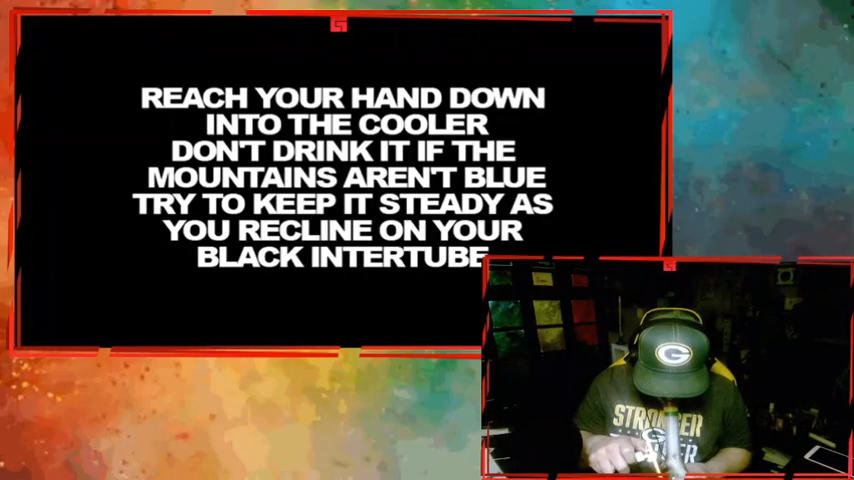 REACH YOUR HAND DOWN
INTO THE COOLER
DON'T DRINK IT IF THE
MOUNTAINS AREN'T BLUE
TRY TO KEEP IT STEADY AS
YOU RECLINE ON YOUR
BLACK INTERTUBE
G